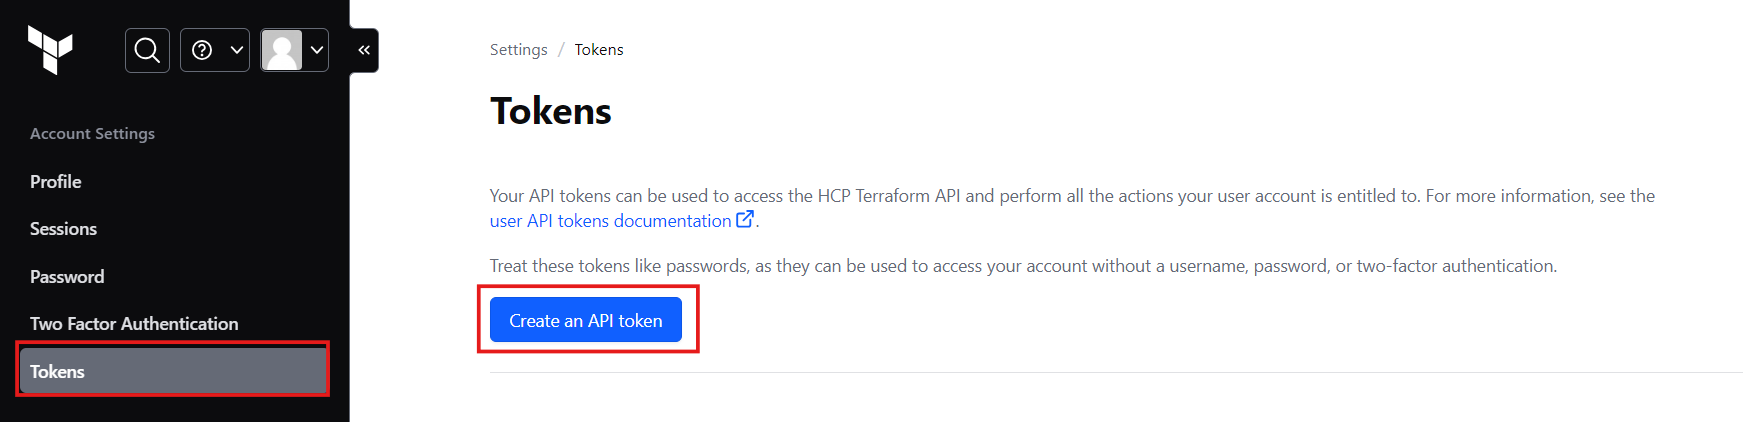 Account Settings
Profile
Sessions
Password
Two Factor Authentication
Tokens
Settings / Tokens
Tokens
Your API tokens can be used to access the HCP Terraform API and perform all the actions your user account is entitled to. For more information, see the
user API tokens documentation.
Treat these tokens like passwords, as they can be used to access your account without a username, password, or two-factor authentication.
Create an API token